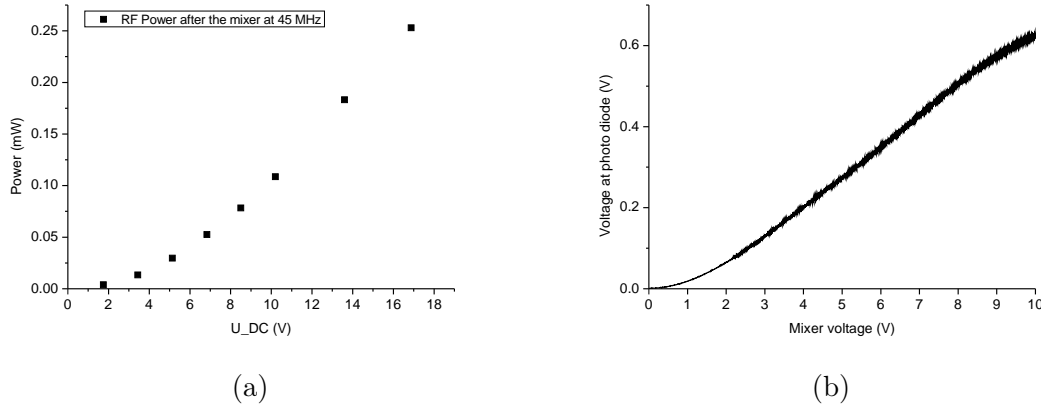 RF Power after the mixer at 45 MHz
0.25
0.20
0.15
0.10
0.05
0.00
Power (mW)
0 2 4 6 8 10 12 14 16 18
U_DC (V)
(a)
0.6
0.4
0.2
0.0
Voltage at photo diode (V)
0 1 2 3 4 5 6 7 8 9 10
Mixer voltage (V)
(b)